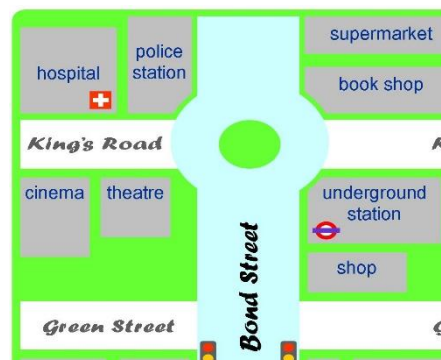 supermarket
police
station
hospital
book shop
King's Road
K
cinema
theatre
underground
station
shop
Bond Street
Green Street
G